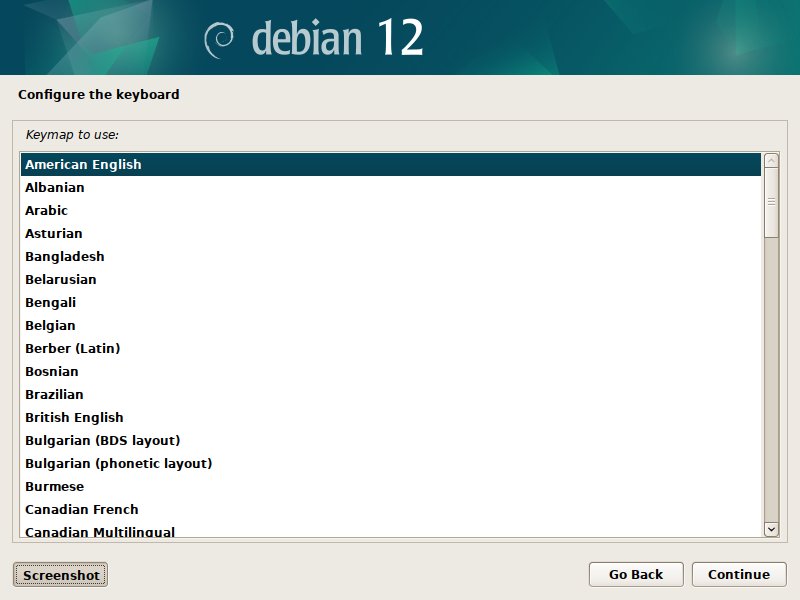 debian 12
Configure the keyboard
Keymap to use:
American English
Albanian
Arabic
Asturian
Bangladesh
Belarusian
Bengali
Belgian
Berber (Latin)
Bosnian
Brazilian
British English
Bulgarian (BDS layout)
Bulgarian (phonetic layout)
Burmese
Canadian French
Canadian Multilingual
Screenshot
Go Back
Continue